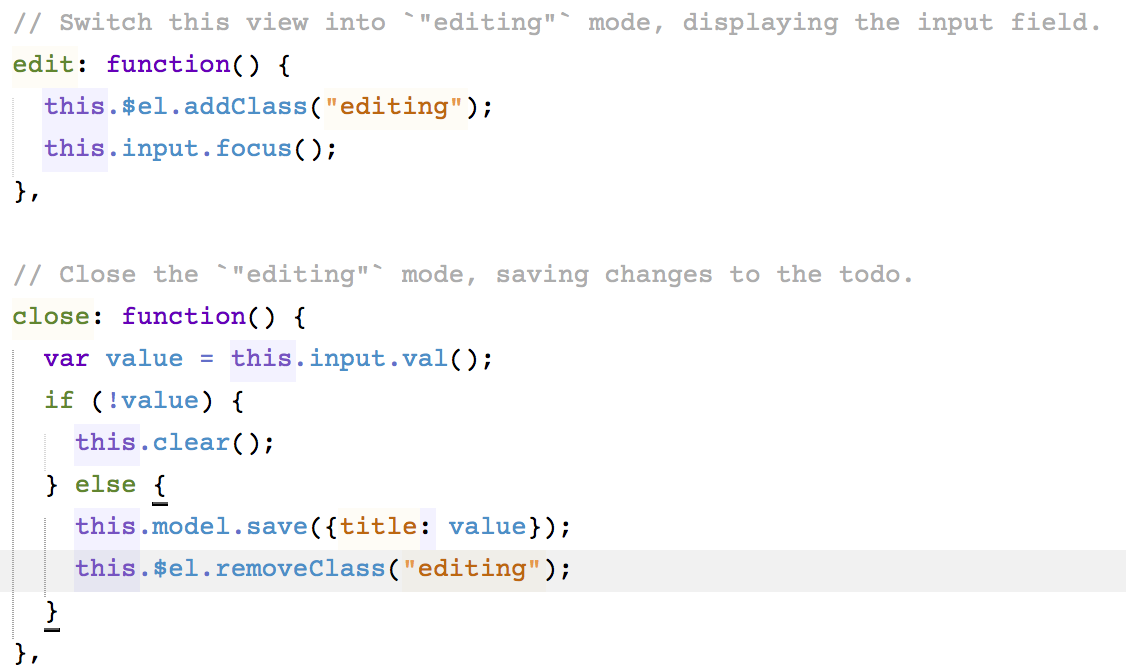 // Switch this view into `"editing"` mode, displaying the input field.
edit: function() {
  this.$el.addClass("editing");
  this.input.focus();
},

// Close the `"editing"` mode, saving changes to the todo.
close: function() {
  var value = this.input.val();
  if (!value) {
    this.clear();
  } else {
    this.model.save({title: value});
    this.$el.removeClass("editing");
  }
},